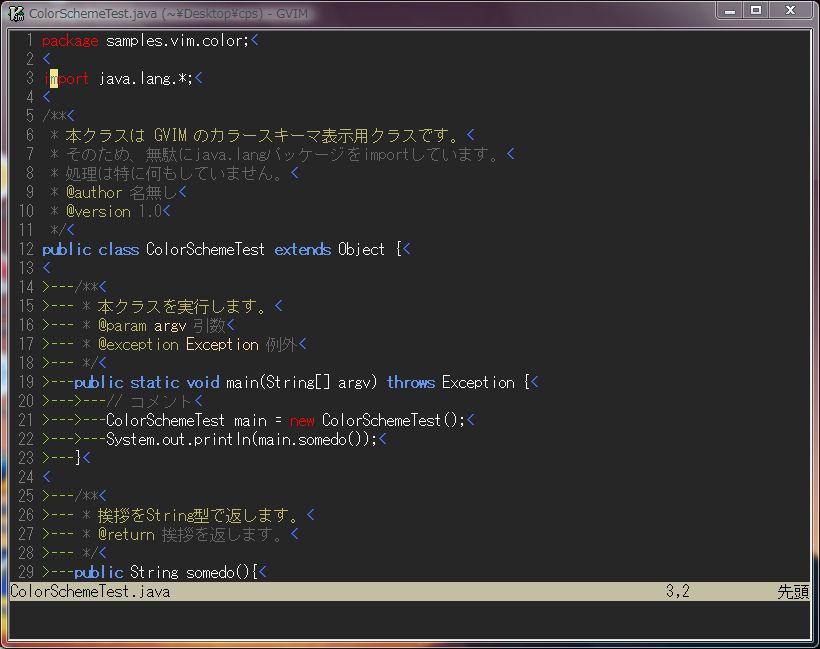 ColorSchemeTest.java (~¥Desktop¥cps) - GVIM
1 package samples.vim.color;<
2 <
3 import java.lang.*;<
4 <
5 /**<
6  * 本クラスは GVIM のカラースキーマ表示用クラスです。<
7  * そのため、無駄にjava.langパッケージをimportしています。<
8  * 処理は特に何もしていません。<
9  * @author 名無し<
10  * @version 1.0<
11  */<
12 public class ColorSchemeTest extends Object {<
13 <
14 >---/**<
15 >--- * 本クラスを実行します。<
16 >--- * @param argv 引数<
17 >--- * @exception Exception 例外<
18 >--- */<
19 >---public static void main(String[] argv) throws Exception {<
20 >--->---// コメント<
21 >--->---ColorSchemeTest main = new ColorSchemeTest();<
22 >--->---System.out.println(main.somedo());<
23 >---}<
24 <
25 >---/**<
26 >--- * 挨拶をString型で返します。<
27 >--- * @return 挨拶を返します。<
28 >--- */<
29 >---public String somedo(){<
ColorSchemeTest.java 3,2 先頭